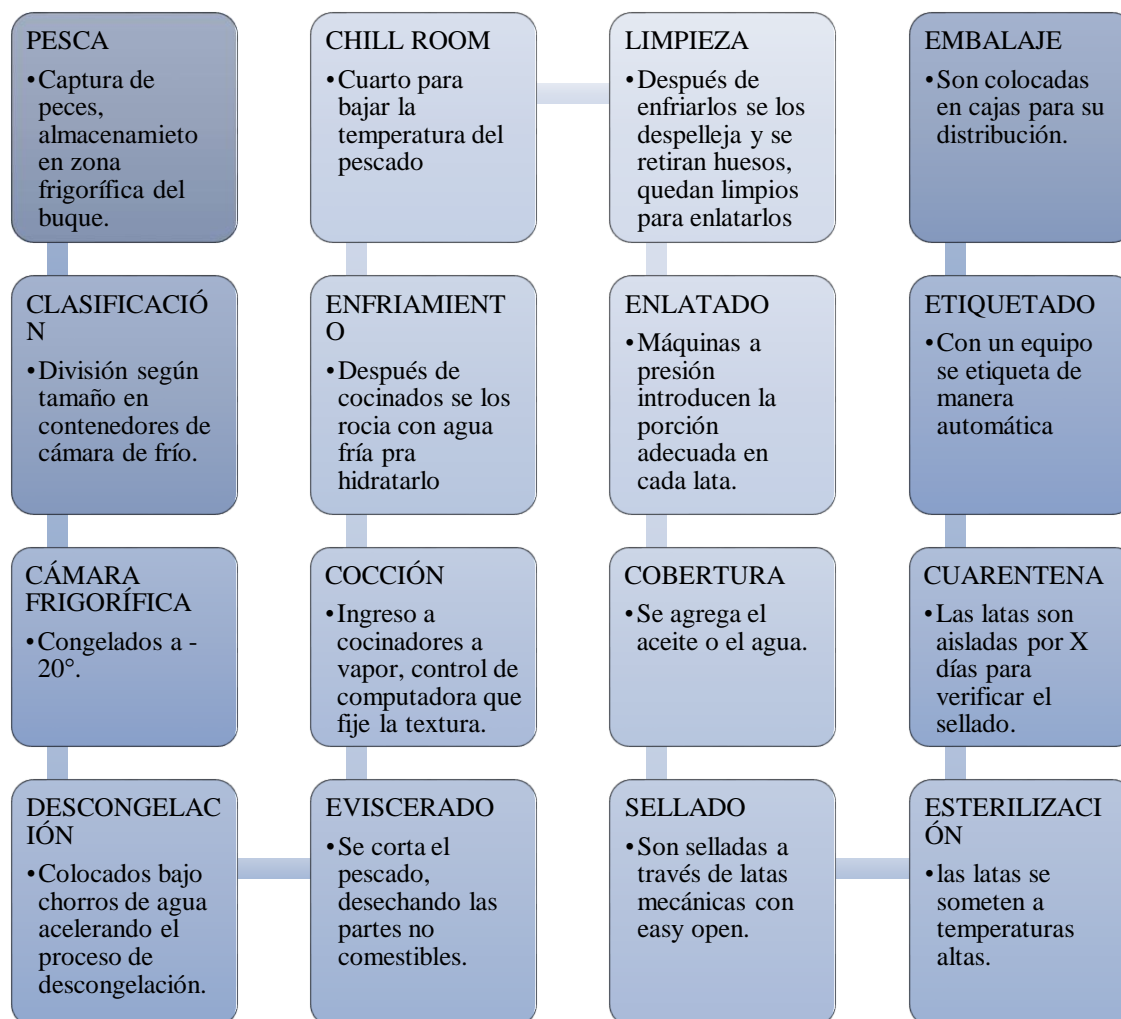 PESCA
•Captura de
peces,
almacenamieto
en zona
frigorífica del
buque.
CLASIFICACIÓ
N
•División según
tamaño en
contenedores de
cámara de frío.
CÁMARA
FRIGORÍFICA
•Congelados a -
20°.
DESCONGELAC
IÓN
•Colocados bajo
chorros de agua
acelerando el
proceso de
descongelación.
EVISCERADO
•Se corta el
pescado,
desechando las
partes no
comestibles.
COCCIÓN
•Ingreso a
cocinadores a
vapor, control de
computadora que
fije la textura.
ENFRIAMIENT
O
•Después de
cocinados se los
rocia con agua
fría pra
hidratarlo
CHILL ROOM
•Cuarto para
bajar la
temperatura del
pescado
LIMPIEZA
•Después de
enfriarlos se los
despelleja y se
retiran huesos,
quedan limpios
para enlatarlos
ENLATADO
•Máquinas a
presión
introducen la
porción
adecuada en
cada lata.
COBERTURA
•Se agrega el
aceite o el agua.
SELLADO
•Son selladas a
través de latas
mecánicas con
easy open.
ESTERILIZACI
ÓN
•las latas se
someten a
temperaturas
altas.
CUARENTENA
•Las latas son
aisladas por X
días para
verificar el
sellado.
ETIQUETADO
•Con un equipo
se etiqueta de
manera
automática
EMBALAJE
•Son colocadas
en cajas para su
distribución.